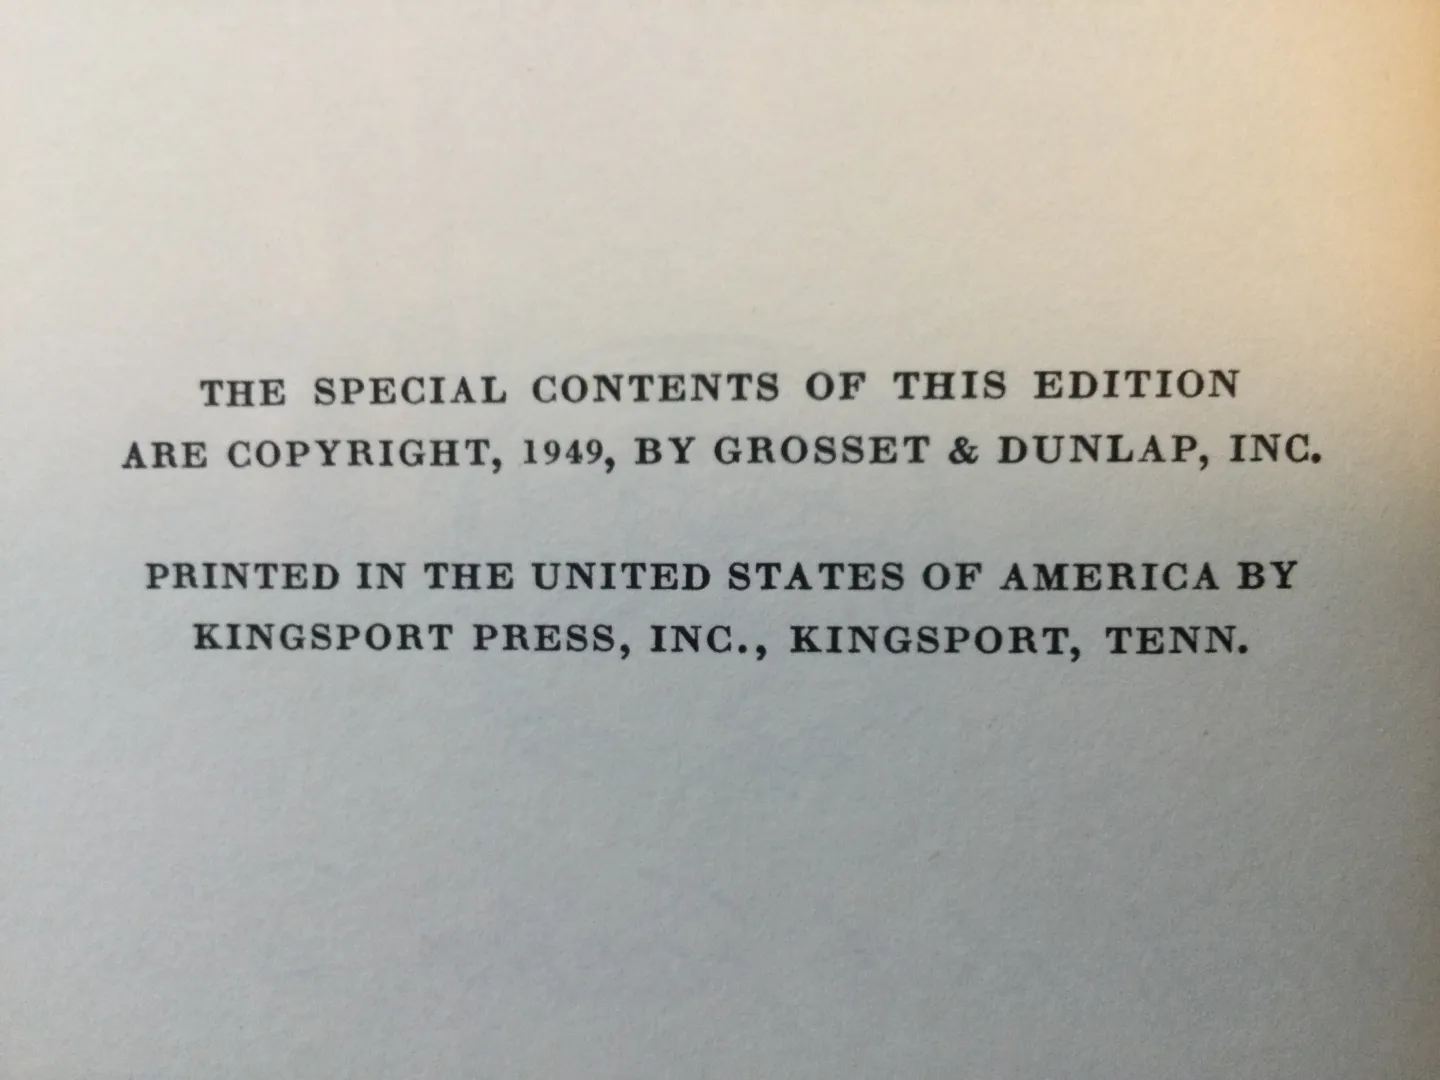 THE SPECIAL CONTENTS OF THIS EDITION
ARE COPYRIGHT, 1949, BY GROSSET & DUNLAP, INC.
PRINTED IN THE UNITED STATES OF AMERICA BY
KINGSPORT PRESS, INC., KINGSPORT, TENN.